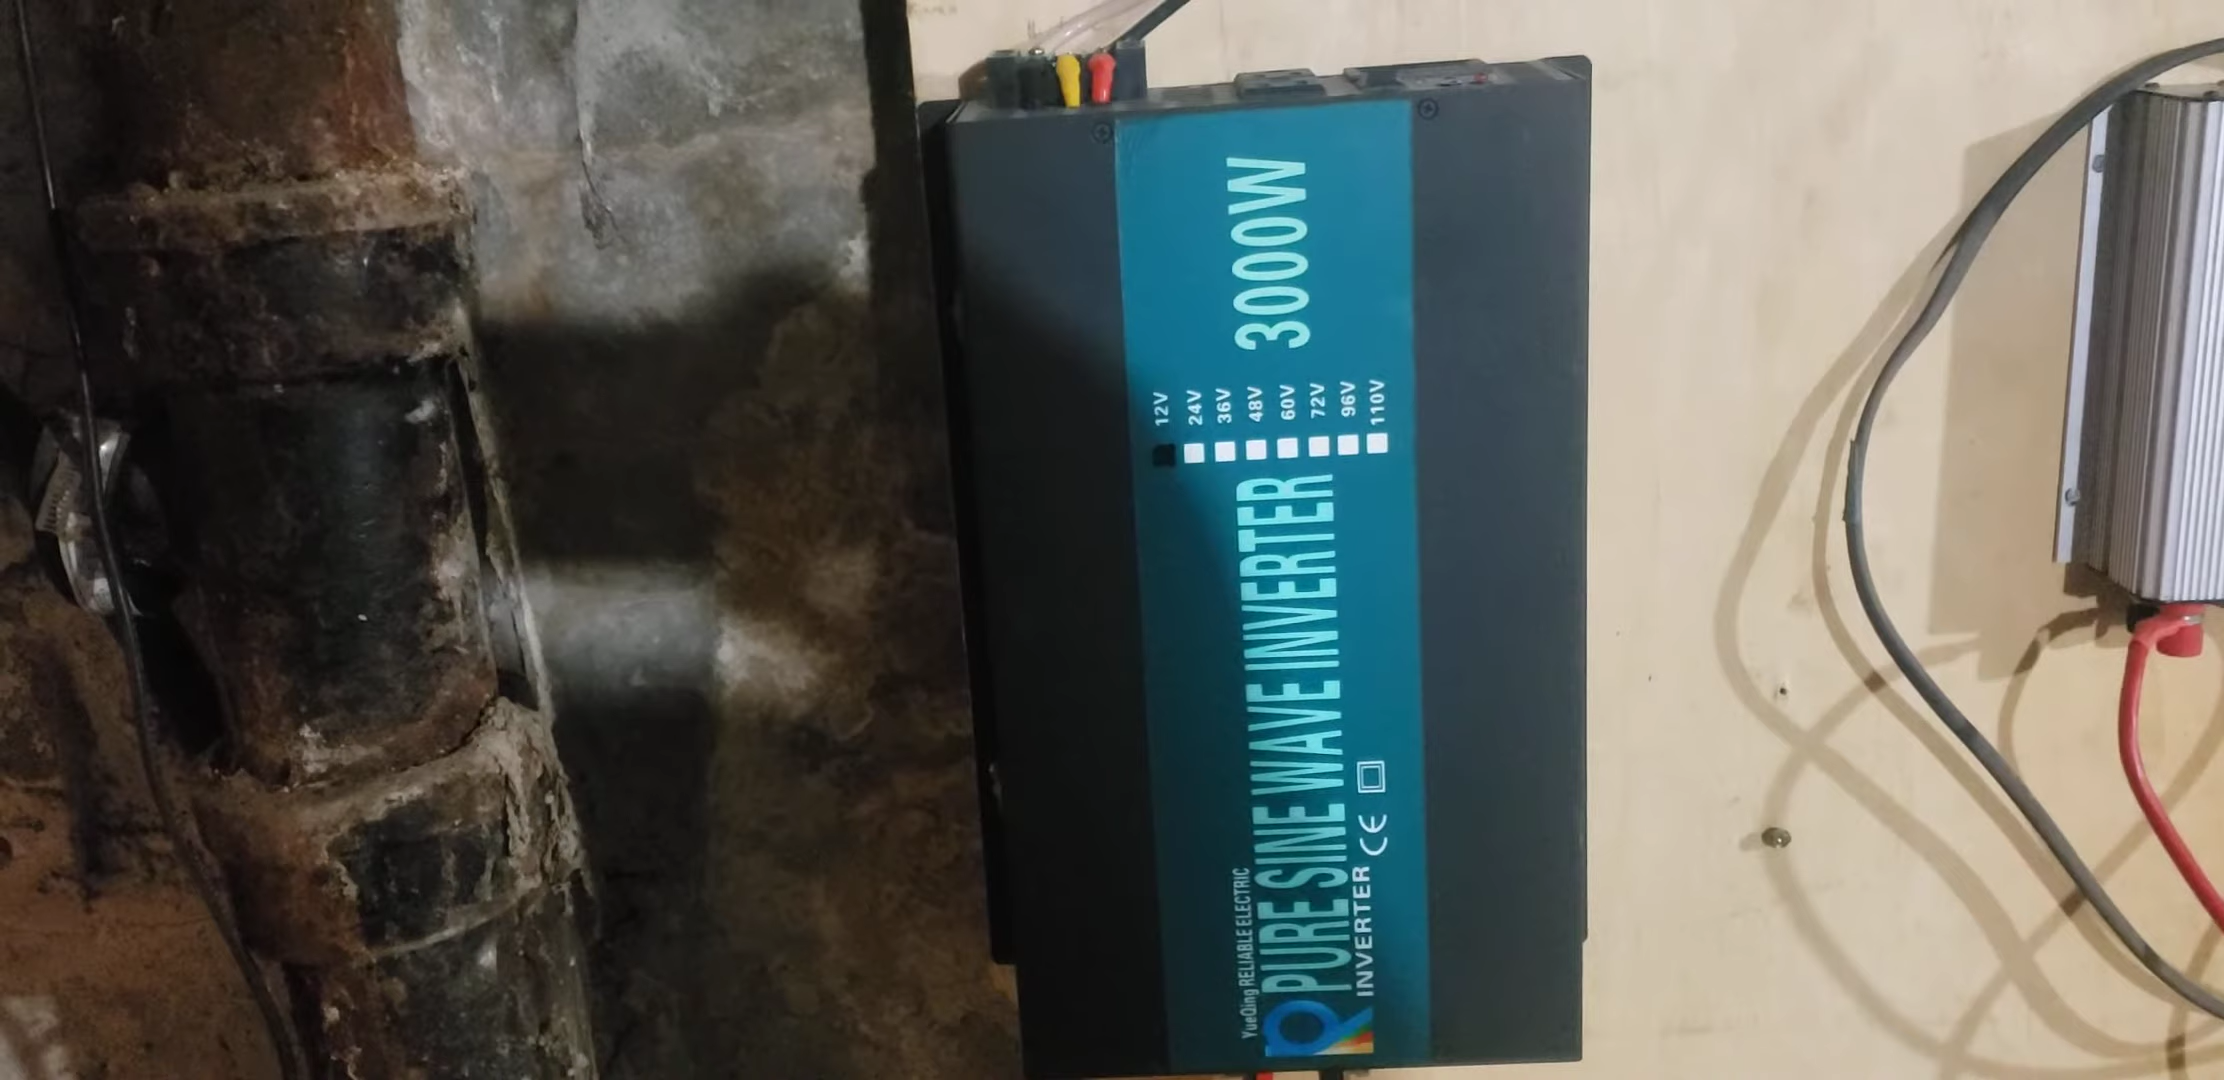 YueQing RELIABLE ELECTRIC
PURE SINE WAVE INVERTER
INVERTER CE
12V
24V
36V
48V
60V
72V
96V
110V
3000W